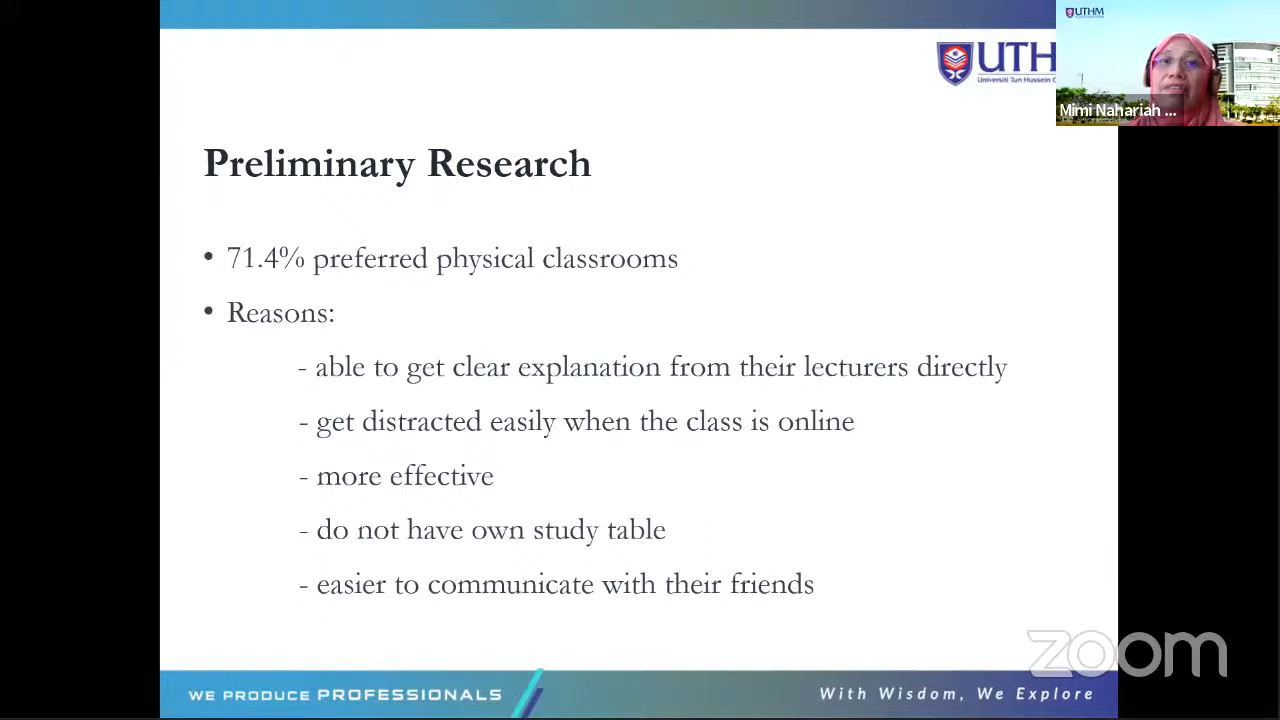 UTHM
UTH
Universiti Tun Hussein
Mimi Nahariah ...
Preliminary Research
• 71.4% preferred physical classrooms
• Reasons:
- able to get clear explanation from their lecturers directly
- get distracted easily when the class is online
- more effective
- do not have own study table
- easier to communicate with their friends
zoom
WE PRODUCE PROFESSIONALS
With Wisdom, We Explore